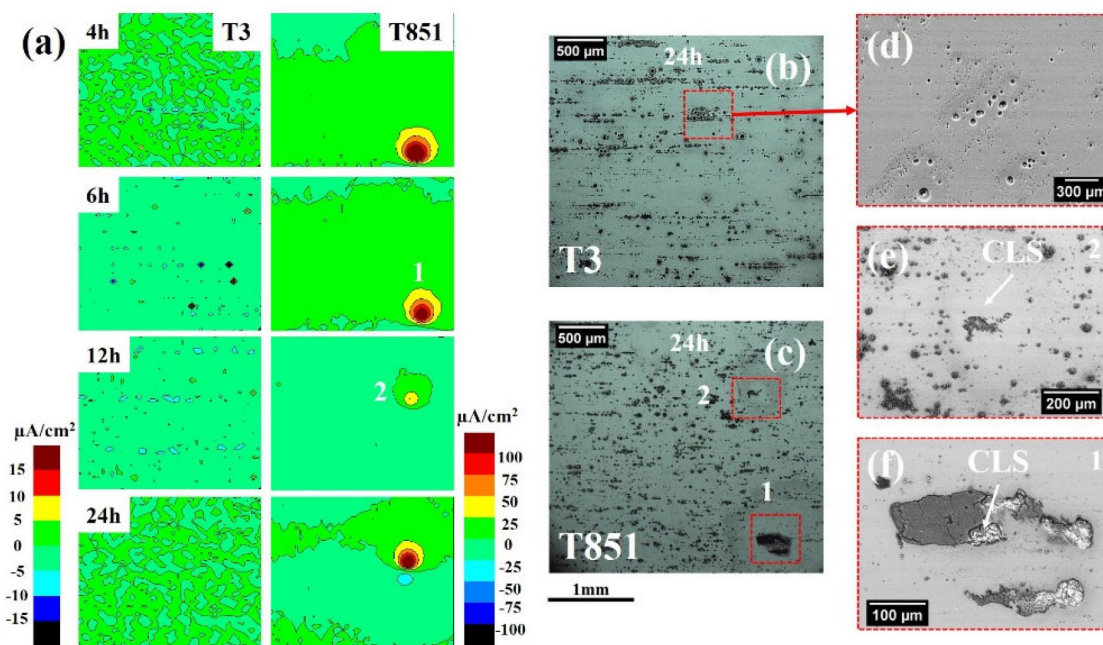 (a)
4h
T3
T851
6h
1
12h
2
24h
µA/cm²
15
10
5
0
-5
-10
-15
µA/cm²
100
75
50
25
0
-25
-50
-75
-100
500 µm
24h
(b)
T3
500 µm
24h
(c)
2
1
T851
1mm
(d)
300 µm
(e)
CLS
2
200 µm
(f)
CLS
1
100 µm